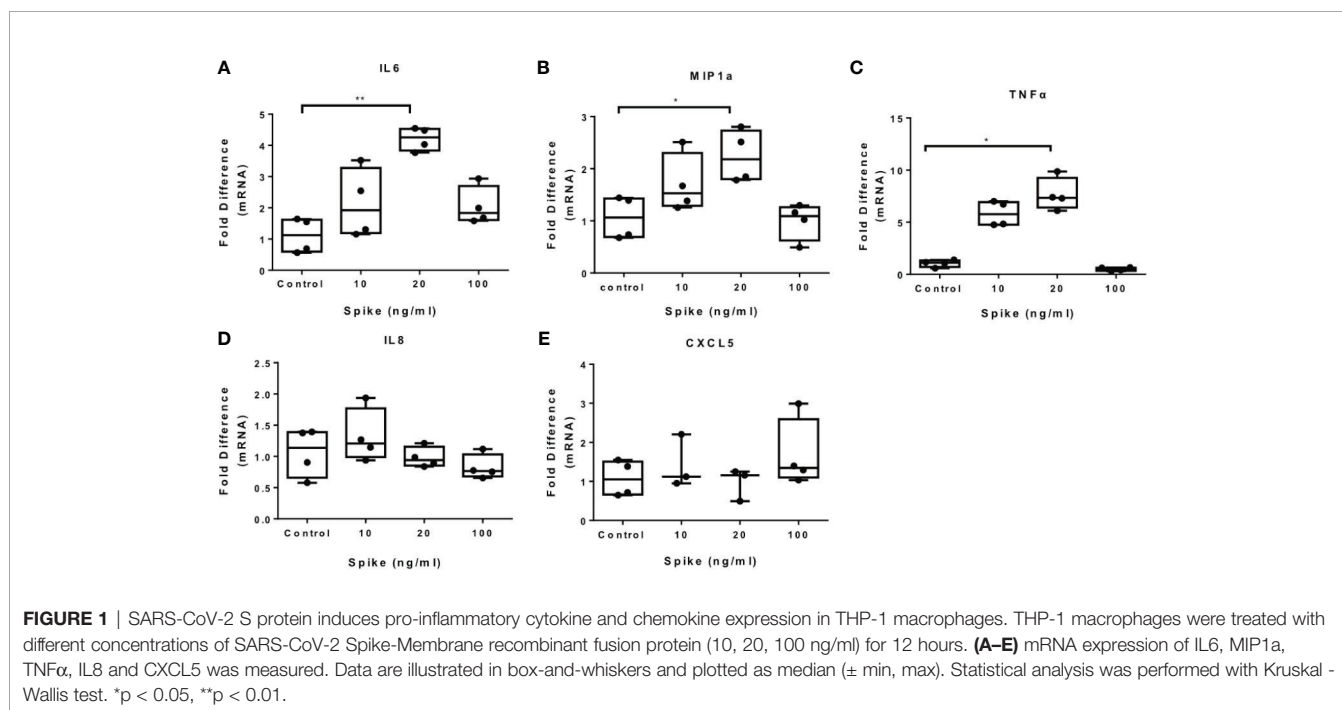 A
IL6
**
Fold Difference
(mRNA)
5
4
3
2
1
0
Control 10 20 100
Spike (ng/ml)
B
MIP1a
*
Fold Difference
(mRNA)
3
2
1
0
control 10 20 100
Spike (ng/ml)
C
TNFα
*
Fold Difference
(mRNA)
15
10
5
0
Control 10 20 100
Spike (ng/ml)
D
IL8
Fold Difference
(mRNA)
2.5
2.0
1.5
1.0
0.5
0.0
Control 10 20 100
Spike (ng/ml)
E
CXCL5
Fold Difference
(mRNA)
4
3
2
1
0
Control 10 20 100
Spike (ng/ml)
FIGURE 1 | SARS-CoV-2 S protein induces pro-inflammatory cytokine and chemokine expression in THP-1 macrophages. THP-1 macrophages were treated with
different concentrations of SARS-CoV-2 Spike-Membrane recombinant fusion protein (10, 20, 100 ng/ml) for 12 hours. (A–E) mRNA expression of IL6, MIP1a,
TNFα, IL8 and CXCL5 was measured. Data are illustrated in box-and-whiskers and plotted as median (± min, max). Statistical analysis was performed with Kruskal -
Wallis test. *p < 0.05, **p < 0.01.